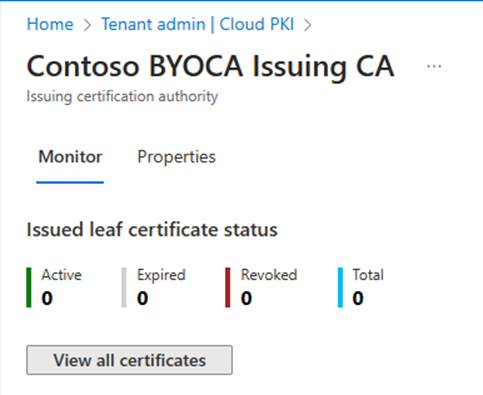 Home > Tenant admin | Cloud PKI >
Contoso BYOCA Issuing CA ...
Issuing certification authority
Monitor Properties
Issued leaf certificate status
Active Expired Revoked Total
0 0 0 0
View all certificates